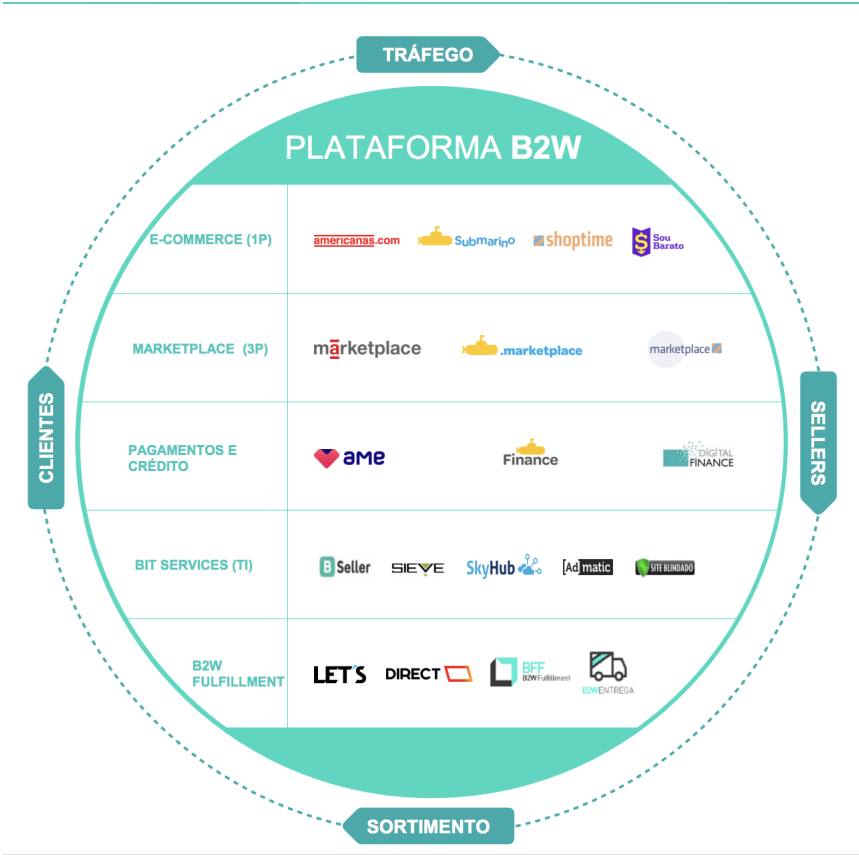 TRÁFEGO
PLATAFORMA B2W
E-COMMERCE (1P)
americanas.com
Submarino
shoptime
Sou
Barato
MARKETPLACE (3P)
marketplace
.marketplace
marketplace
PAGAMENTOS E
CRÉDITO
ame
Finance
DIGITAL
FINANCE
BIT SERVICES (TI)
B Seller
SIEVE
SkyHub
[Ad matic
SITE BLINDADO
B2W
FULFILLMENT
LET'S
DIRECT
BFF
B2W Fulfillment
B2WENTREGA
CLIENTES
SELLERS
SORTIMENTO